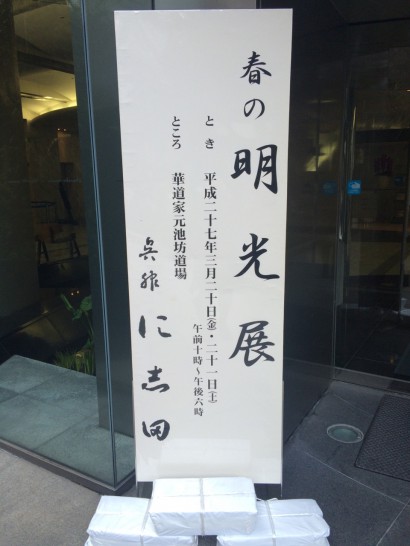 春の明光展
とき 平成二十七年三月二十日(金)・二十一日(土)
午前十時〜午後六時
ところ 華道家元池坊道場
呉服に志田